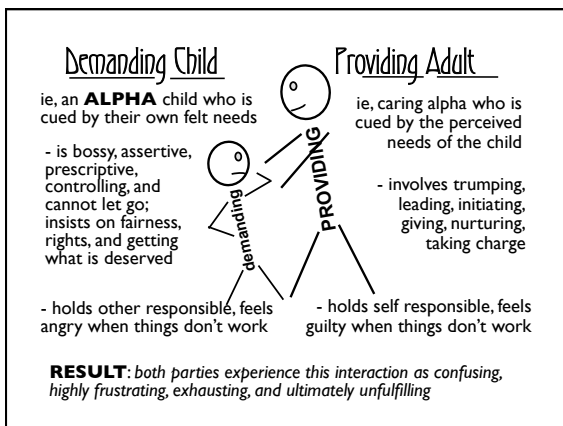 Demanding Child
ie, an ALPHA child who is
cued by their own felt needs
- is bossy, assertive,
prescriptive,
controlling, and
cannot let go;
insists on fairness,
rights, and getting
what is deserved
- holds other responsible, feels
angry when things don't work
demanding
PROVIDING
Providing Adult
ie, caring alpha who is
cued by the perceived
needs of the child
- involves trumping,
leading, initiating,
giving, nurturing,
taking charge
- holds self responsible, feels
guilty when things don't work
RESULT: both parties experience this interaction as confusing,
highly frustrating, exhausting, and ultimately unfulfilling